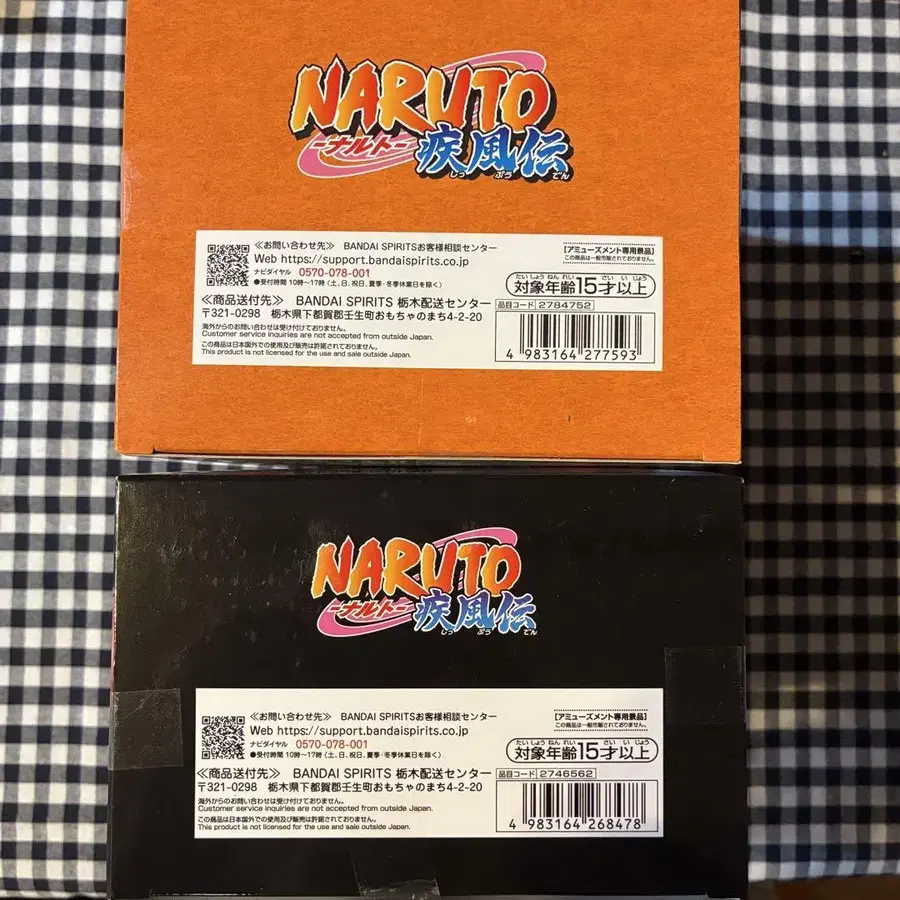 NARUTO
-ナルト-
疾風伝
しっ ぷう でん
≪お問い合わせ先≫ BANDAI SPIRITSお客様相談センター
Web https://support.bandaispirits.co.jp
ナビダイヤル 0570-078-001
●受付時間 10時~17時 (土、日、祝日、夏季・冬季休業日を除く)
≪商品送付先≫ BANDAI SPIRITS 栃木配送センター
〒321-0298 栃木県下都賀郡壬生町おもちゃのまち4-2-20
海外からのお問い合わせは受け付けておりません。
Customer service inquiries are not accepted from outside Japan.
この商品は日本国外での使用及び販売は許諾されておりません。
This product is not licensed for the use and sale outside Japan.
【アミューズメント専用景品】
この商品は一般市販されておりません。
たい しょう ねん れい さい い じょう
対象年齢15才以上
品目コード 2784752
4 983164 277593
NARUTO
-ナルト-
疾風伝
しっ ぷう でん
≪お問い合わせ先≫ BANDAI SPIRITSお客様相談センター
Web https://support.bandaispirits.co.jp
ナビダイヤル 0570-078-001
●受付時間 10時~17時 (土、日、祝日、夏季・冬季休業日を除く)
≪商品送付先≫ BANDAI SPIRITS 栃木配送センター
〒321-0298 栃木県下都賀郡壬生町おもちゃのまち4-2-20
海外からのお問い合わせは受け付けておりません。
Customer service inquiries are not accepted from outside Japan.
この商品は日本国外での使用及び販売は許諾されておりません。
This product is not licensed for the use and sale outside Japan.
【アミューズメント専用景品】
この商品は一般市販されておりません。
たい しょう ねん れい さい い じょう
対象年齢15才以上
品目コード 2746562
4 983164 268478